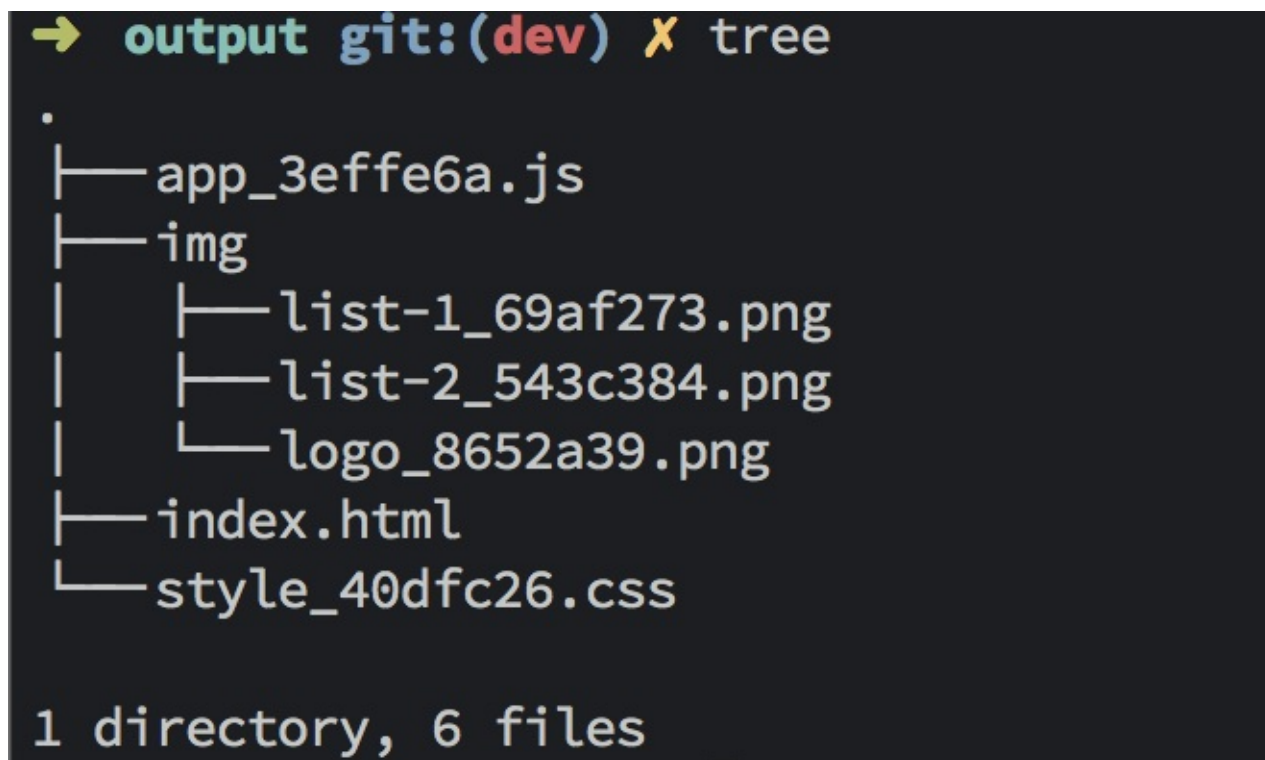 ➜ output git:(dev) ✗ tree
.
├──app_3effe6a.js
├──img
│   ├──list-1_69af273.png
│   ├──list-2_543c384.png
│   └──logo_8652a39.png
├──index.html
└──style_40dfc26.css
1 directory, 6 files